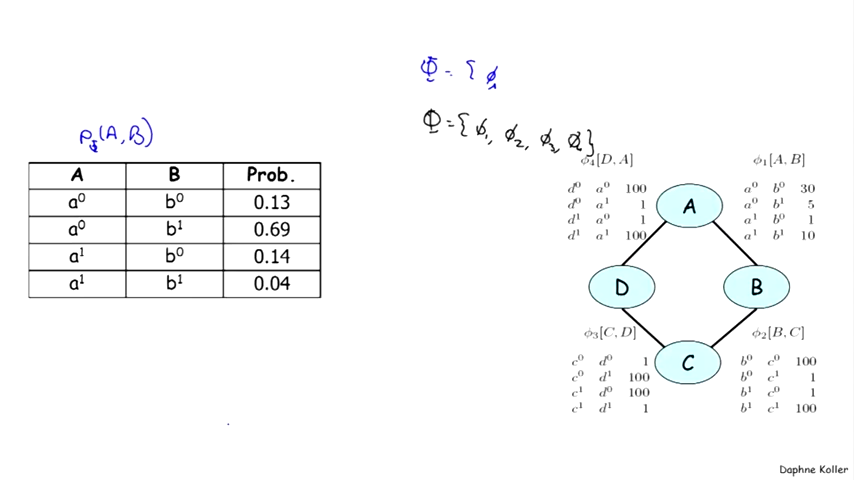 Φ = { ϕ₁
Φ = { ϕ₁, ϕ₂, ϕ₃, ϕ₄ }
P_Φ(A, B)
A B Prob.
a⁰ b⁰ 0.13
a⁰ b¹ 0.69
a¹ b⁰ 0.14
a¹ b¹ 0.04
ϕ₄[D, A]
d⁰ a⁰ 100
d⁰ a¹ 1
d¹ a⁰ 1
d¹ a¹ 100
ϕ₁[A, B]
a⁰ b⁰ 30
a⁰ b¹ 5
a¹ b⁰ 1
a¹ b¹ 10
A
D
B
C
ϕ₃[C, D]
c⁰ d⁰ 1
c⁰ d¹ 100
c¹ d⁰ 100
c¹ d¹ 1
ϕ₂[B, C]
b⁰ c⁰ 100
b⁰ c¹ 1
b¹ c⁰ 1
b¹ c¹ 100
Daphne Koller